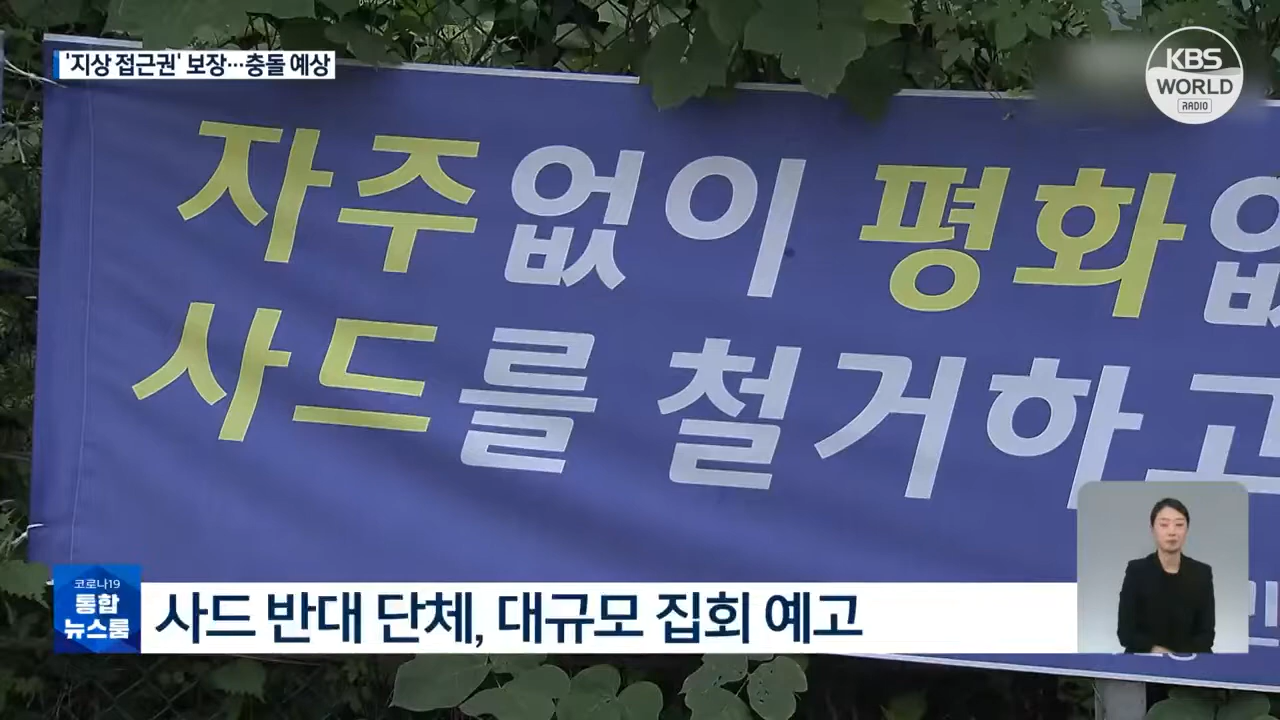 '지상 접근권' 보장…충돌 예상
KBS
WORLD
RADIO
자주없이 평화
사드를 철거하고
코로나19
통합
뉴스룸
사드 반대 단체, 대규모 집회 예고